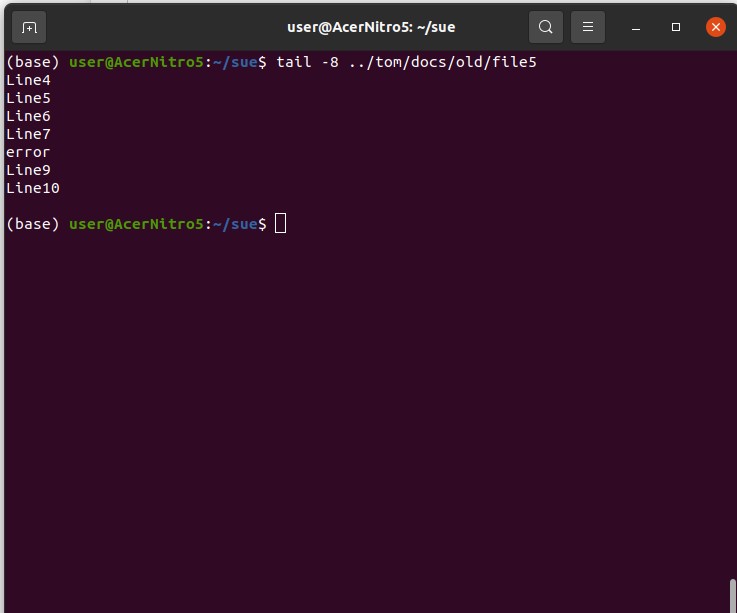 user@AcerNitro5: ~/sue
(base) user@AcerNitro5:~/sue$ tail -8 ../tom/docs/old/file5
Line4
Line5
Line6
Line7
error
Line9
Line10
(base) user@AcerNitro5:~/sue$